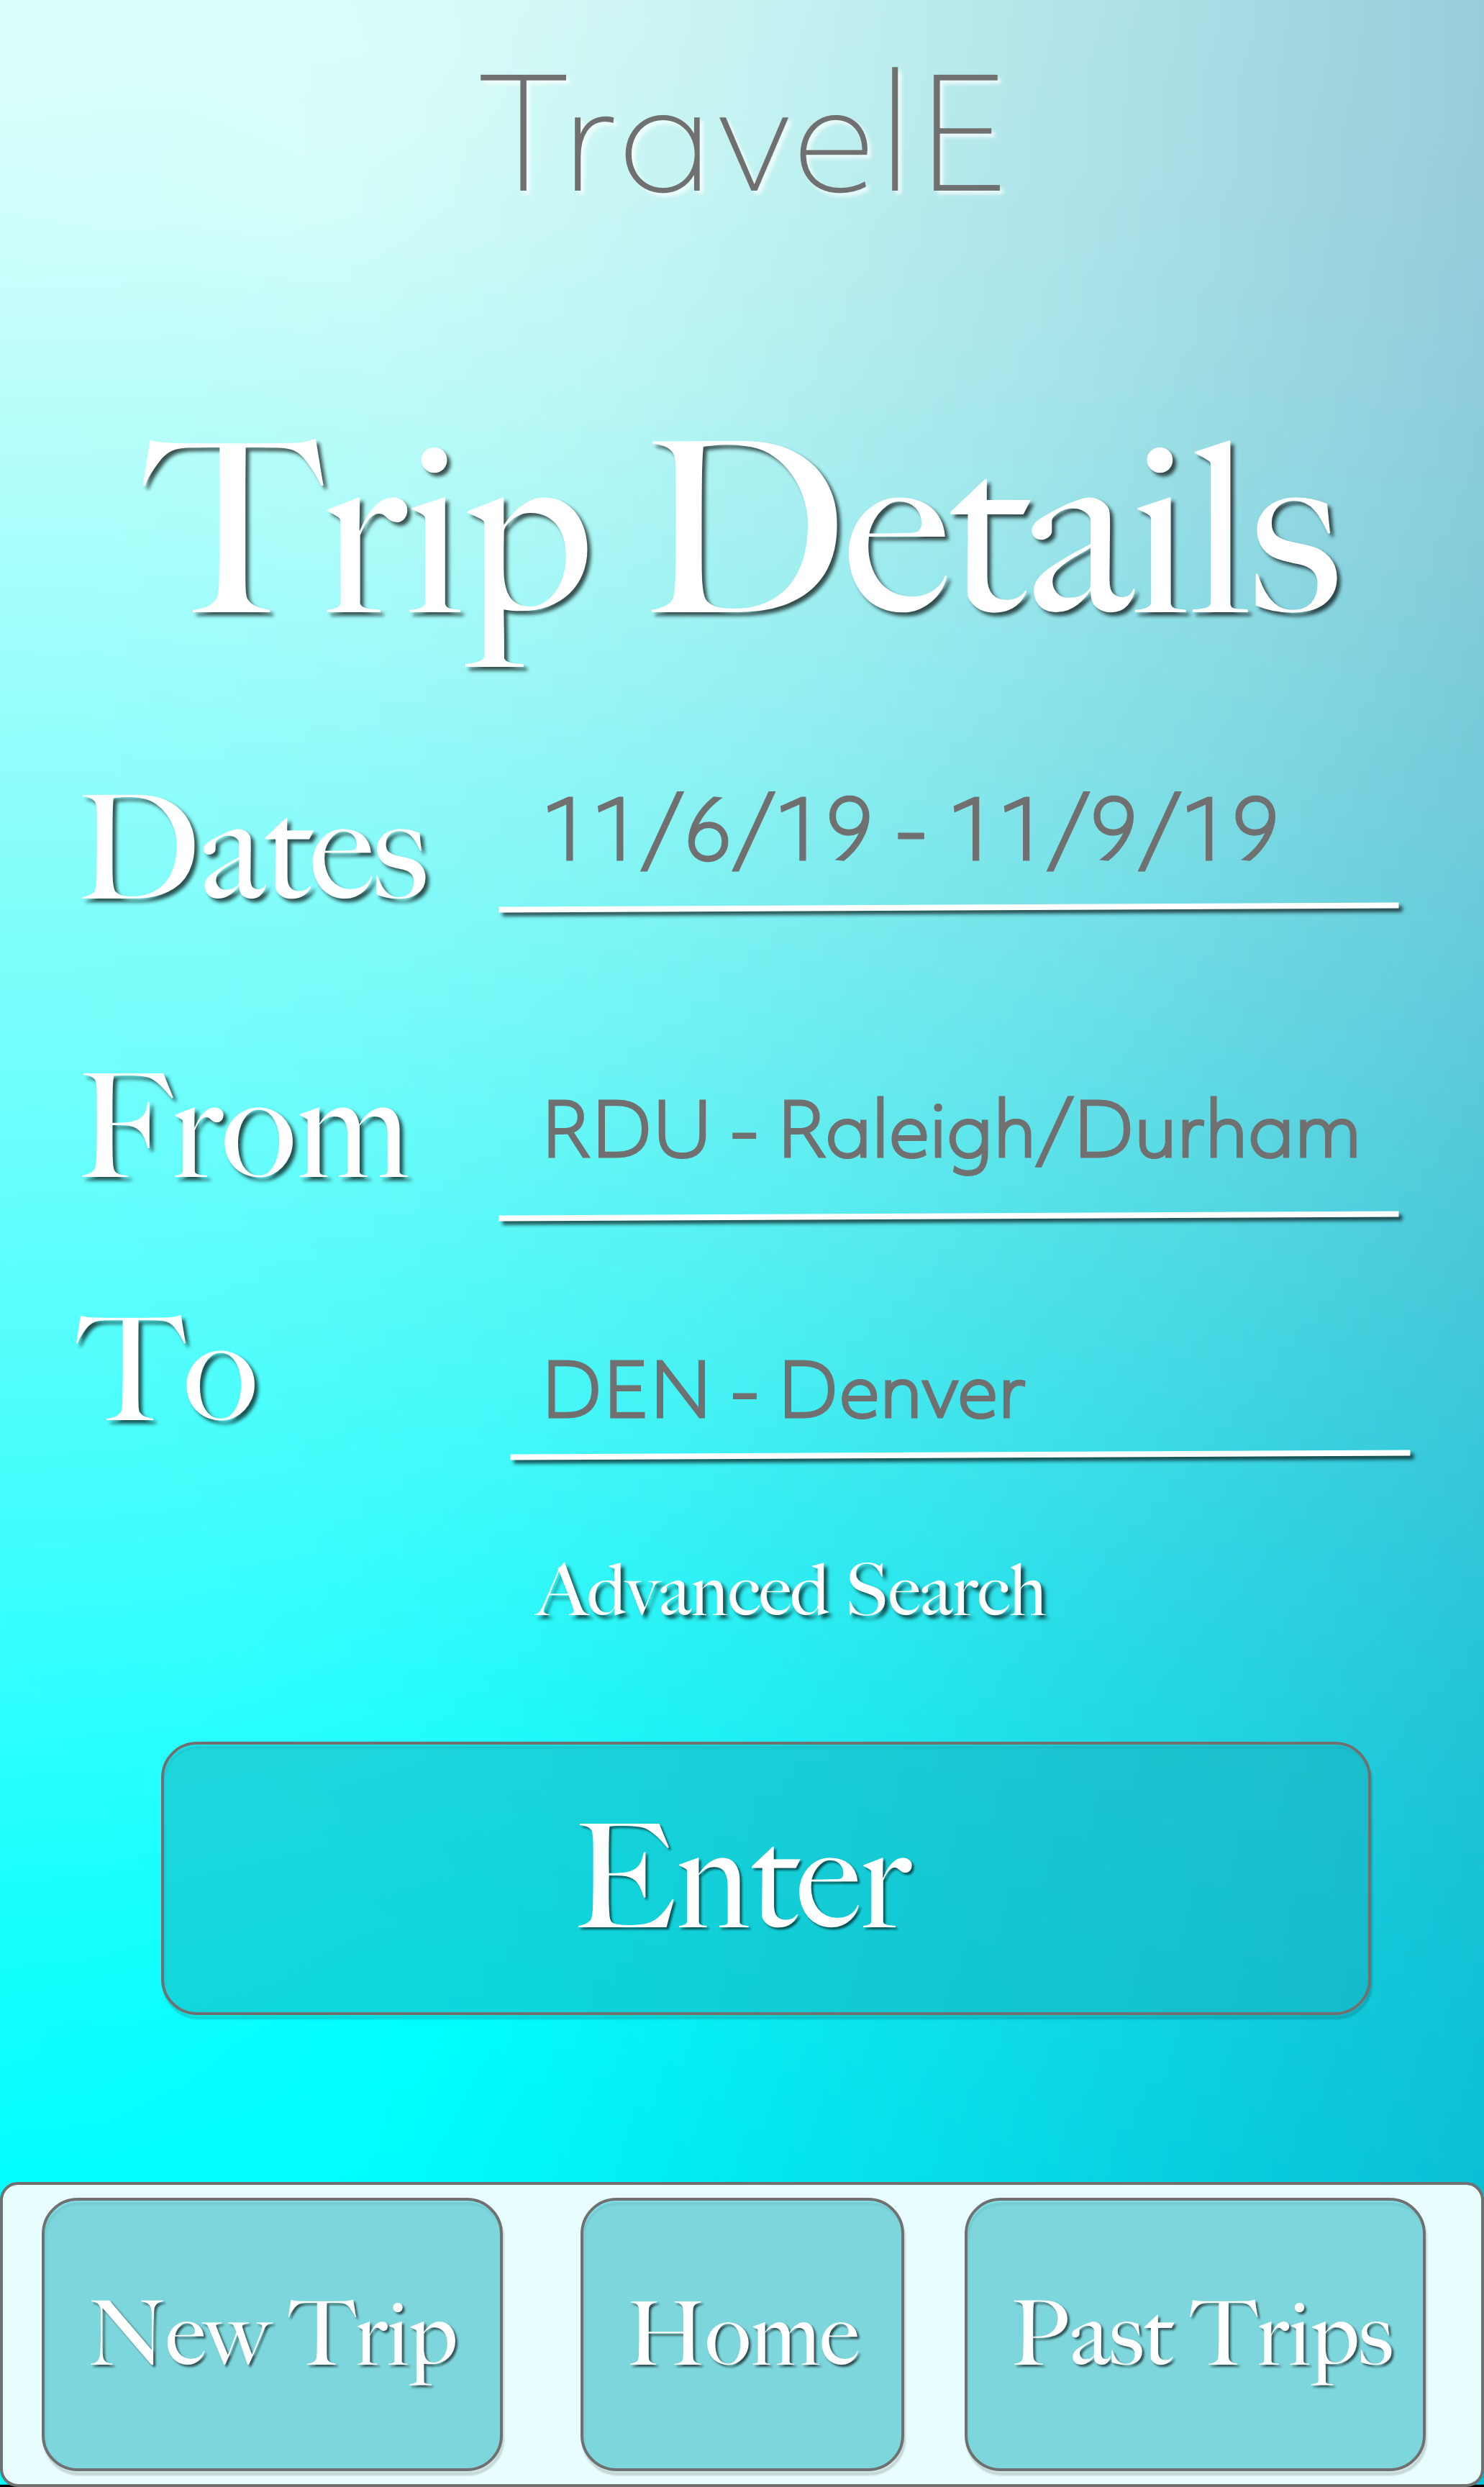 TravelE
Trip Details
Dates 11/6/19 - 11/9/19
From RDU - Raleigh/Durham
To DEN - Denver
Advanced Search
Enter
New Trip Home Past Trips